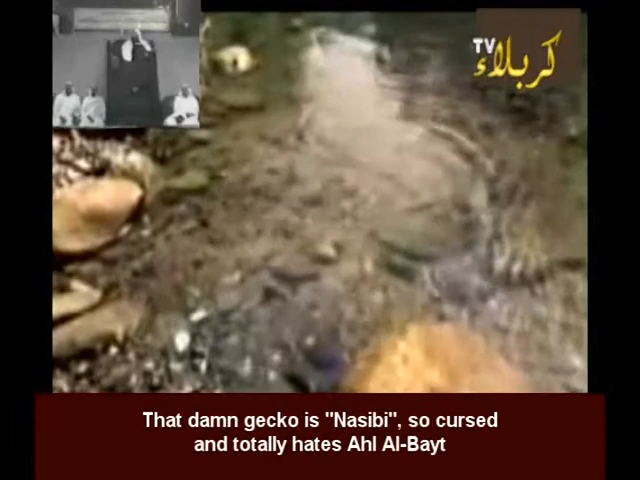 TV
كربلاء
That damn gecko is "Nasibi", so cursed
and totally hates Ahl Al-Bayt